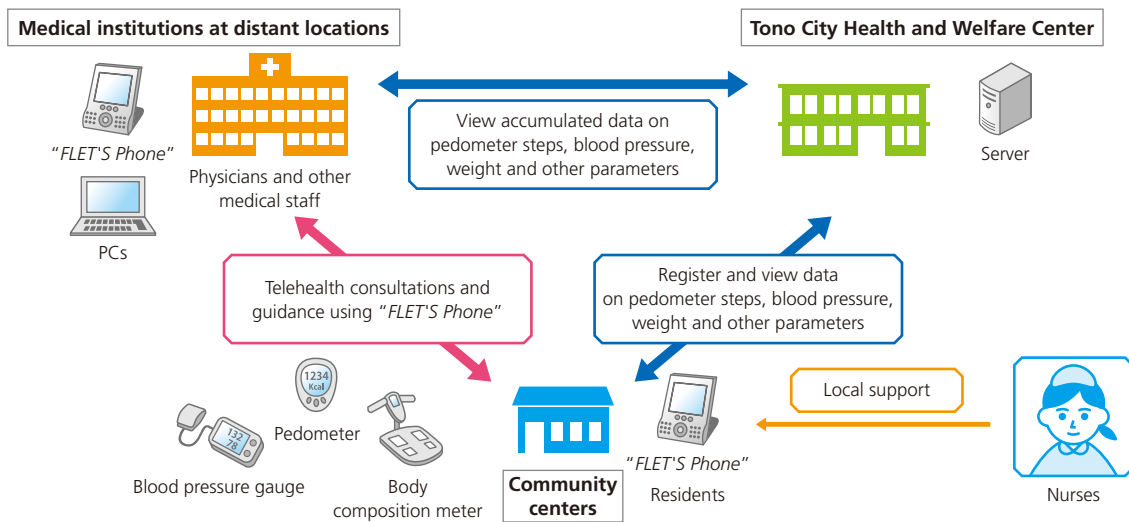 Medical institutions at distant locations
Tono City Health and Welfare Center
"FLET'S Phone"
PCs
Physicians and other
medical staff
View accumulated data on
pedometer steps, blood pressure,
weight and other parameters
Server
Telehealth consultations and
guidance using "FLET'S Phone"
Register and view data
on pedometer steps, blood pressure,
weight and other parameters
1234
Kcal
Pedometer
132
78
Blood pressure gauge
Body
composition meter
Community
centers
"FLET'S Phone"
Residents
Local support
Nurses